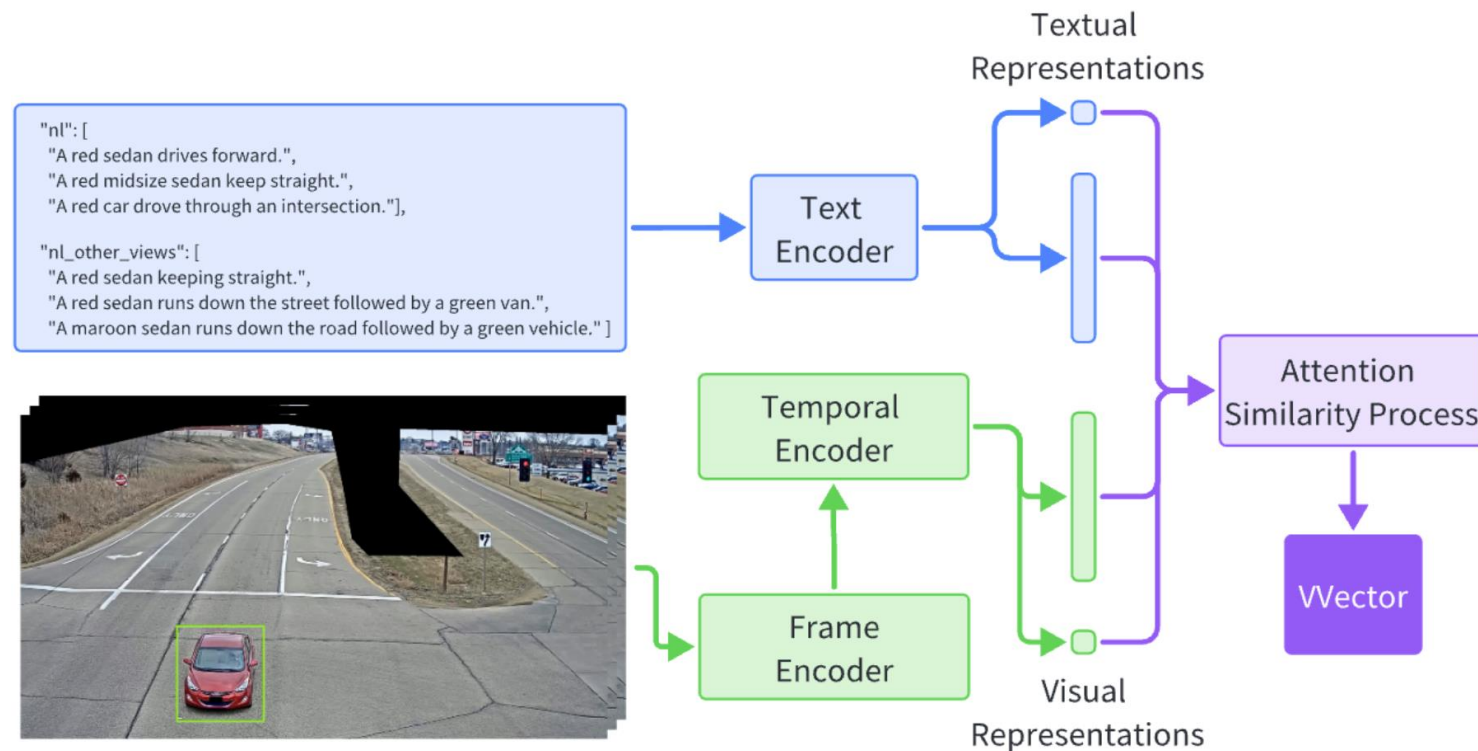 "nl": [
"A red sedan drives forward.",
"A red midsize sedan keep straight.",
"A red car drove through an intersection."],
"nl_other_views": [
"A red sedan keeping straight.",
"A red sedan runs down the street followed by a green van.",
"A maroon sedan runs down the road followed by a green vehicle." ]
Text
Encoder
Textual
Representations
Temporal
Encoder
Frame
Encoder
Visual
Representations
Attention
Similarity Process
VVector